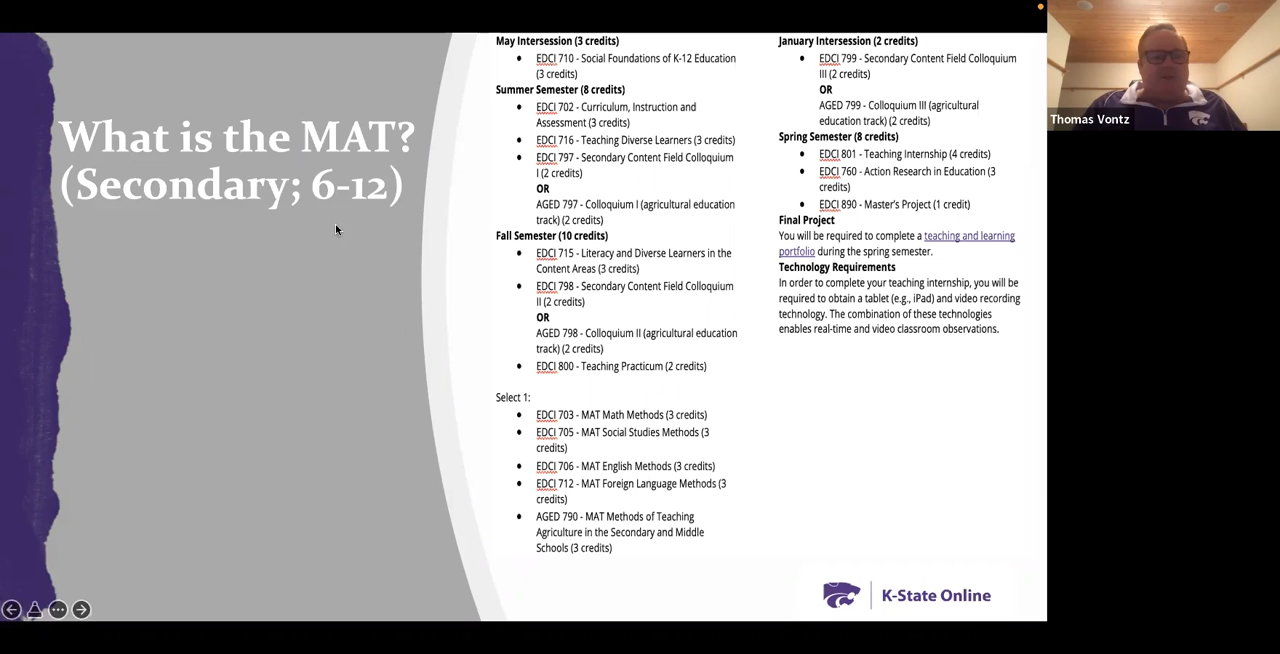 What is the MAT?
(Secondary; 6-12)
May Intersession (3 credits)
• EDCI 710 - Social Foundations of K-12 Education
(3 credits)
Summer Semester (8 credits)
• EDCI 702 - Curriculum, Instruction and
Assessment (3 credits)
• EDCI 716 - Teaching Diverse Learners (3 credits)
• EDCI 797 - Secondary Content Field Colloquium
I (2 credits)
OR
AGED 797 - Colloquium I (agricultural education
track) (2 credits)
Fall Semester (10 credits)
• EDCI 715 - Literacy and Diverse Learners in the
Content Areas (3 credits)
• EDCI 798 - Secondary Content Field Colloquium
II (2 credits)
OR
AGED 798 - Colloquium II (agricultural education
track) (2 credits)
• EDCI 800 - Teaching Practicum (2 credits)
Select 1:
• EDCI 703 - MAT Math Methods (3 credits)
• EDCI 705 - MAT Social Studies Methods (3
credits)
• EDCI 706 - MAT English Methods (3 credits)
• EDCI 712 - MAT Foreign Language Methods (3
credits)
• AGED 790 - MAT Methods of Teaching
Agriculture in the Secondary and Middle
Schools (3 credits)
January Intersession (2 credits)
• EDCI 799 - Secondary Content Field Colloquium
III (2 credits)
OR
AGED 799 - Colloquium III (agricultural
education track) (2 credits)
Spring Semester (8 credits)
• EDCI 801 - Teaching Internship (4 credits)
• EDCI 760 - Action Research in Education (3
credits)
• EDCI 890 - Master's Project (1 credit)
Final Project
You will be required to complete a teaching and learning
portfolio during the spring semester.
Technology Requirements
In order to complete your teaching internship, you will be
required to obtain a tablet (e.g., iPad) and video recording
technology. The combination of these technologies
enables real-time and video classroom observations.
K-State Online
Thomas Vontz